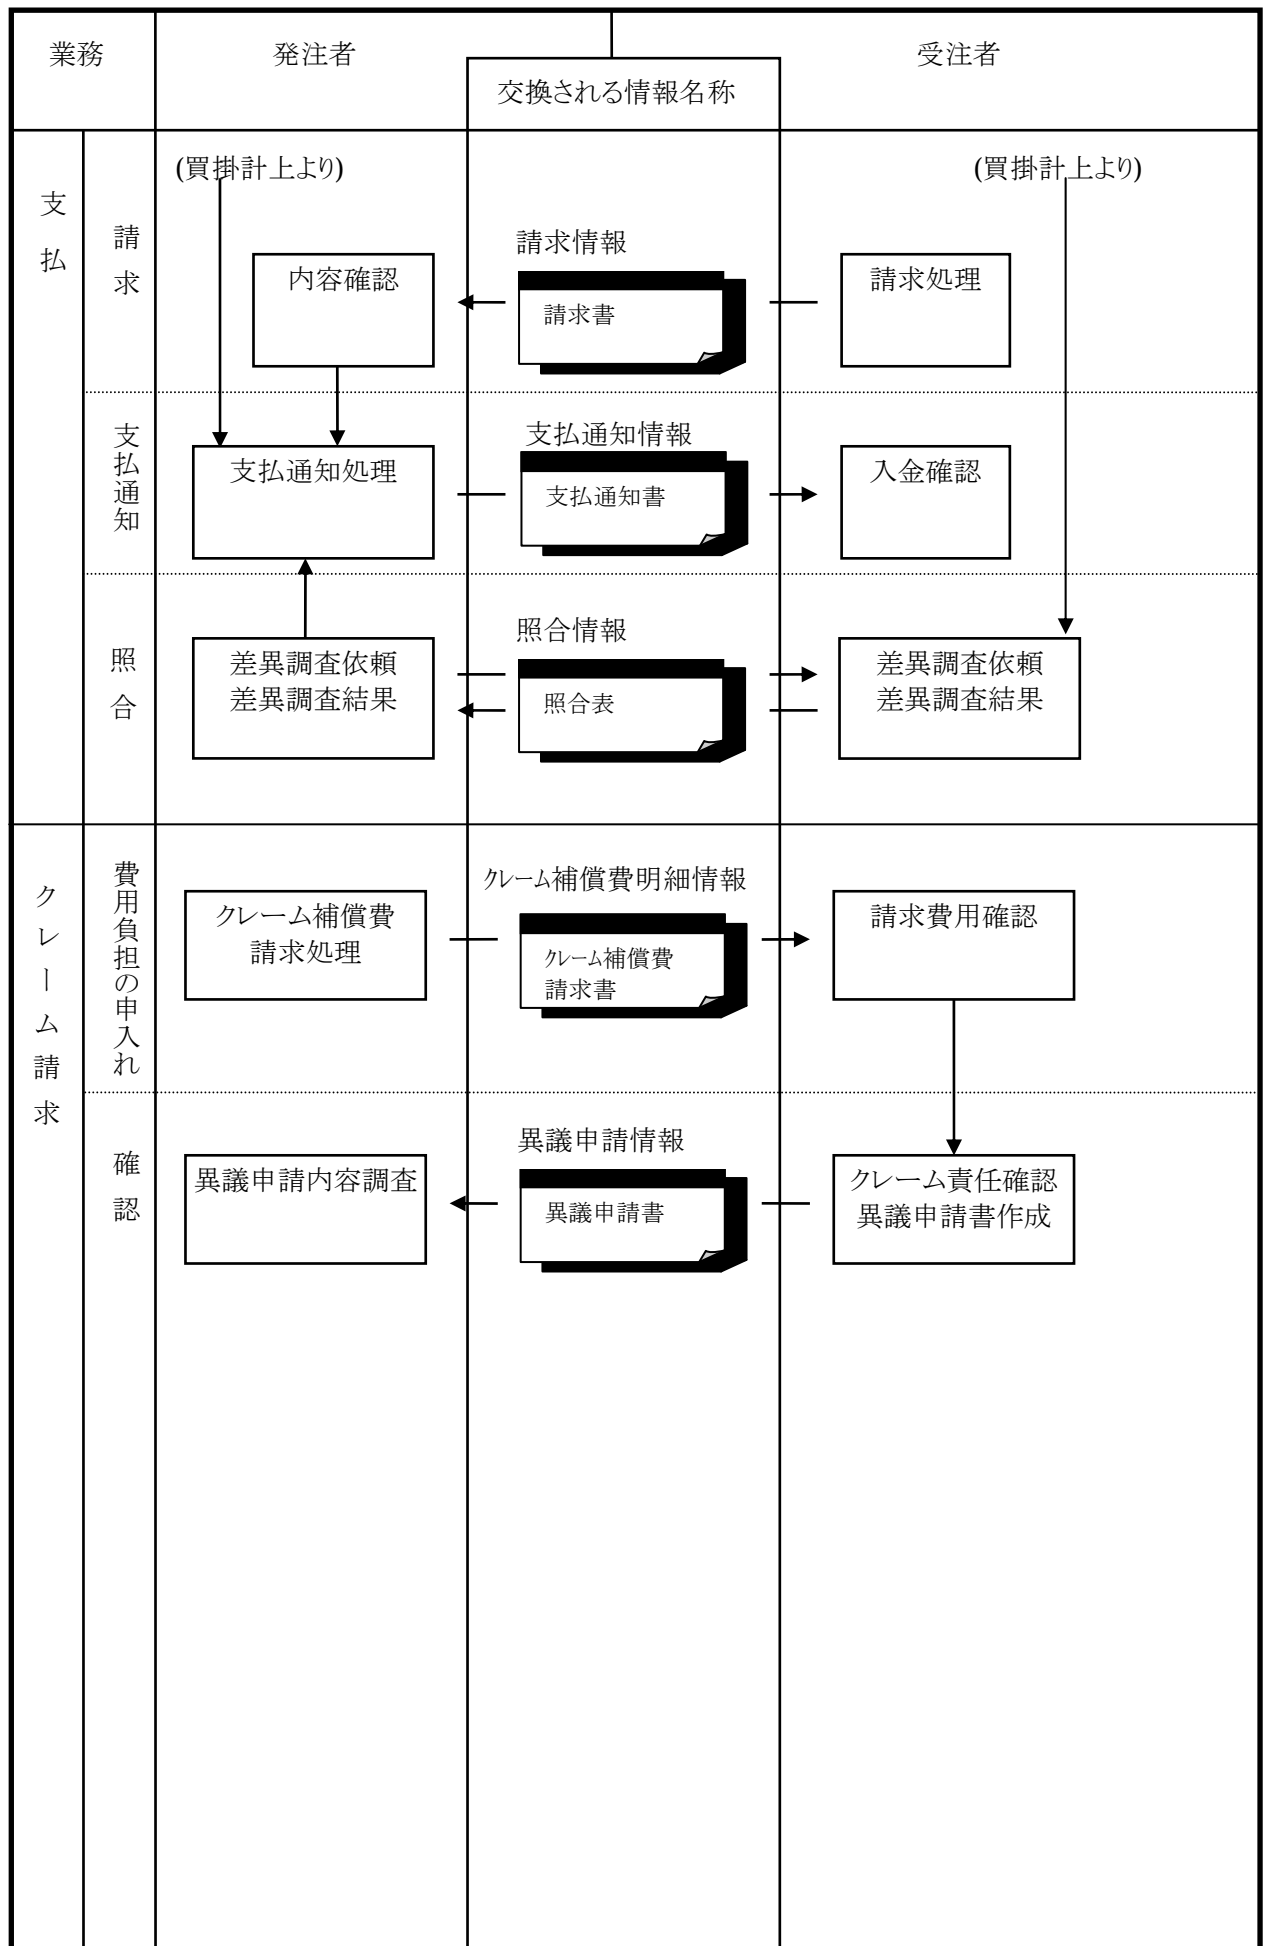 業務
発注者
受注者
交換される情報名称
支払
請求
(買掛計上より)
(買掛計上より)
請求情報
内容確認
請求書
請求処理
支払通知
支払通知情報
支払通知処理
支払通知書
入金確認
照合
照合情報
差異調査依頼
差異調査結果
照合表
差異調査依頼
差異調査結果
クレーム請求
費用負担の申入れ
クレーム補償費明細情報
クレーム補償費
請求処理
クレーム補償費
請求書
請求費用確認
確認
異議申請情報
異議申請内容調査
異議申請書
クレーム責任確認
異議申請書作成